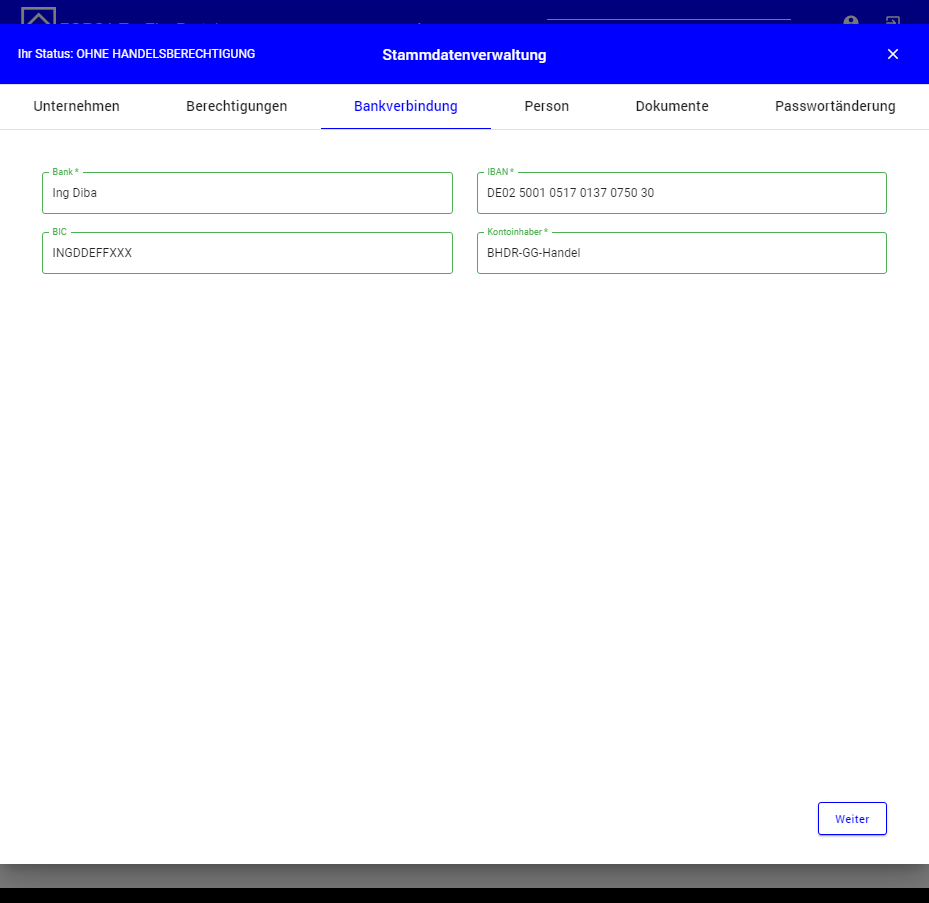 Ihr Status: OHNE HANDELSBERECHTIGUNG
Stammdatenverwaltung
Unternehmen
Berechtigungen
Bankverbindung
Person
Dokumente
Passwortänderung
Bank *
Ing Diba
IBAN *
DE02 5001 0517 0137 0750 30
BIC
INGDDEFFXXX
Kontoinhaber *
BHDR-GG-Handel
Weiter